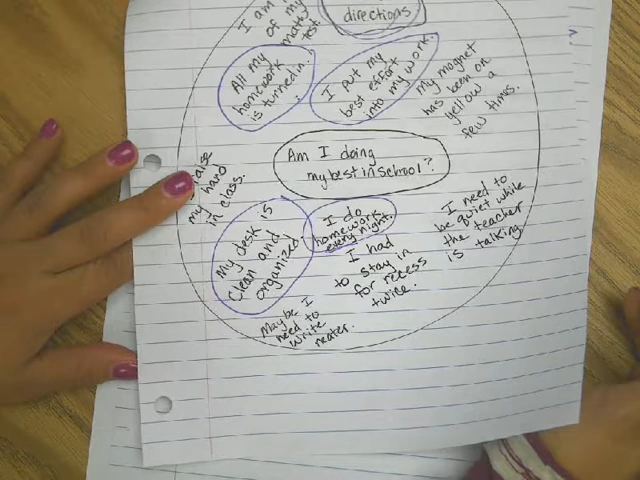 I am
of my
math
test
directions
All my
homework
is turned in.
I put my
best effort
into my work.
My magnet
has been on
yellow a
few times.
Am I doing
my best in school?
raise
my hand
in class.
My desk is
clean and
organized
I do
homework
every night.
I had
to stay in
for recess
twice.
I need to
be quiet while
the teacher
is talking
Maybe I
need to
write
neater.